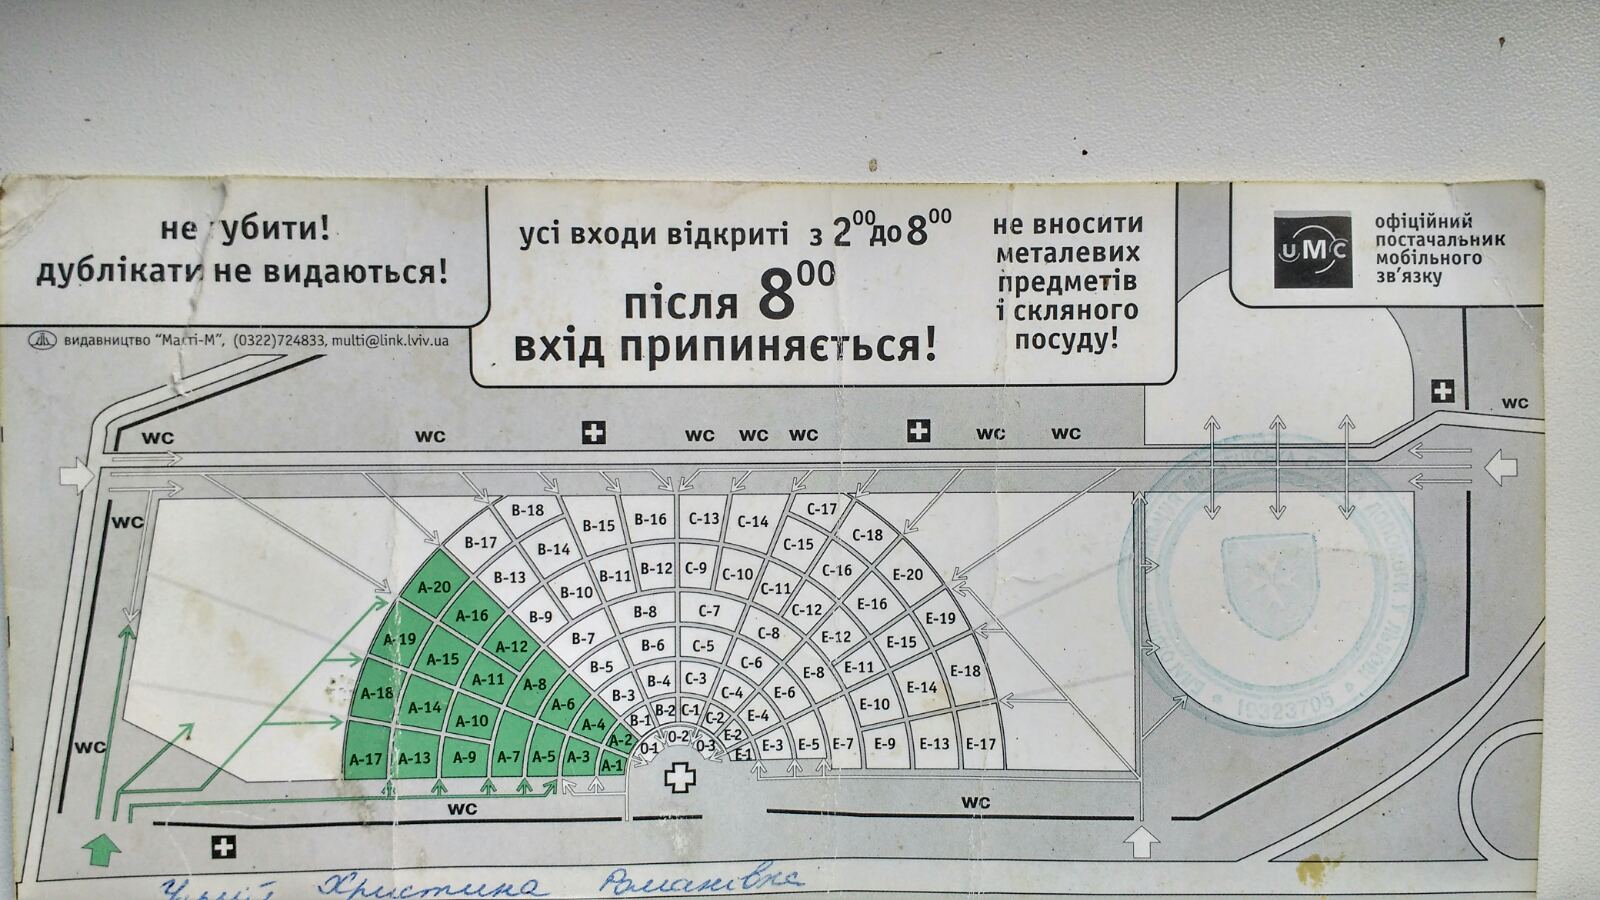 не губити!
дублікати не видаються!
видавництво "Малті-М", (0322)724833, multi@link.lviv.ua
усі входи відкриті з 2⁰⁰ до 8⁰⁰
після 8⁰⁰
вхід припиняється!
не вносити
металевих
предметів
і скляного
посуду!
UMC
офіційний
постачальник
мобільного
зв'язку
WC
WC
WC
WC
WC
WC
WC
WC
WC
WC
WC
WC
A-20
A-16
A-19
A-12
A-15
A-11
A-8
A-18
A-14
A-10
A-6
A-4
A-2
A-17
A-13
A-9
A-7
A-5
A-3
A-1
B-18
B-15
B-16
B-17
B-14
B-13
B-11
B-12
B-10
B-9
B-8
B-7
B-6
B-5
B-4
B-3
B-2
B-1
C-17
C-13
C-14
C-18
C-15
C-16
C-9
C-10
C-11
C-12
C-7
C-8
C-5
C-6
C-3
C-4
C-1
C-2
E-20
E-16
E-19
E-12
E-15
E-11
E-8
E-18
E-14
E-10
E-6
E-4
E-2
E-1
E-3
E-5
E-7
E-9
E-13
E-17
O-1
O-2
O-3
Христина Романівна